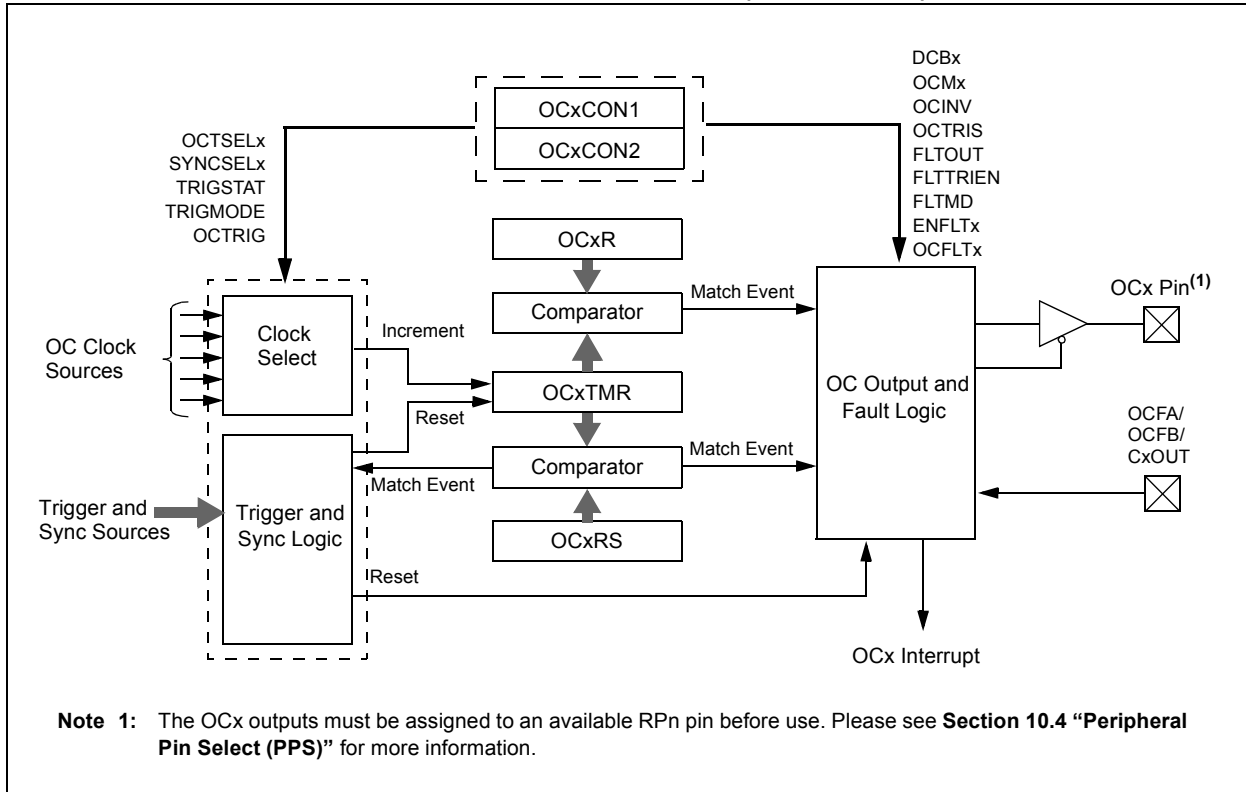 DCBx
OCMx
OCINV
OCTRIS
FLTOUT
FLTTRIEN
FLTMD
ENFLTx
OCFLTx
OCxCON1
OCxCON2
OCTSELx
SYNCSELx
TRIGSTAT
TRIGMODE
OCTRIG
OCxR
Match Event
Comparator
OCx Pin(1)
Clock
Select
Increment
OC Clock
Sources
OCxTMR
OC Output and
Fault Logic
Reset
OCFA/
OCFB/
CxOUT
Match Event
Comparator
Match Event
Trigger and
Sync Sources
Trigger and
Sync Logic
OCxRS
Reset
OCx Interrupt
Note 1: The OCx outputs must be assigned to an available RPn pin before use. Please see Section 10.4 “Peripheral
Pin Select (PPS)” for more information.